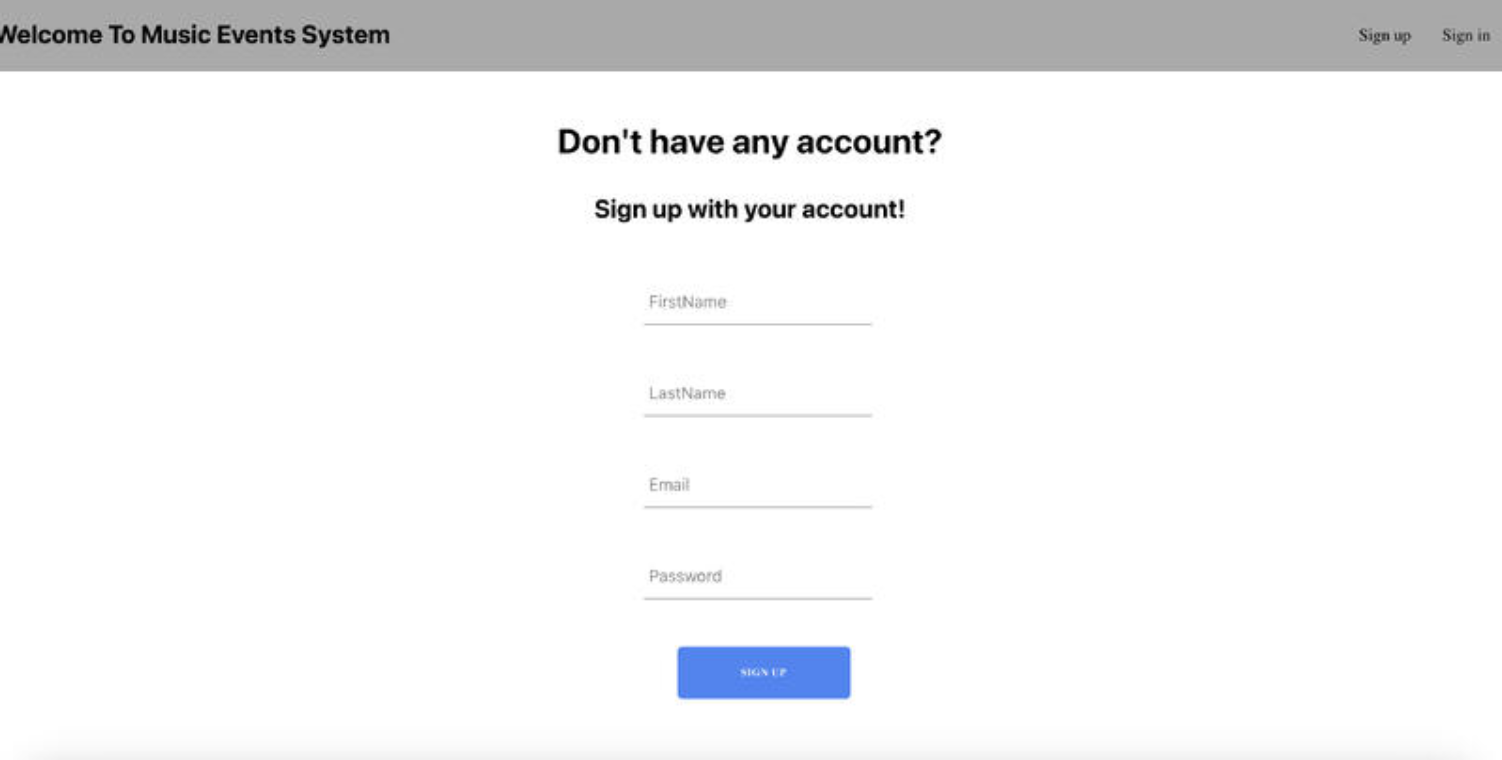 Welcome To Music Events System
Sign up
Sign in
Don't have any account?
Sign up with your account!
FirstName
LastName
Email
Password
SIGN UP